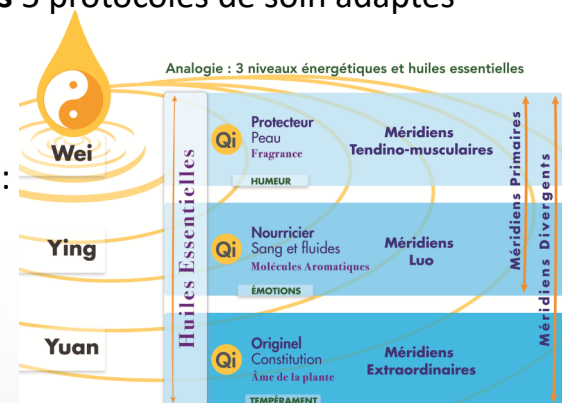 s 3 protocoles de soin adaptés
Analogie : 3 niveaux énergétiques et huiles essentielles
:
Wei
Ying
Yuan
Huiles Essentielles
Qi
Protecteur
Peau
Fragrance
HUMEUR
Méridiens
Tendino-musculaires
Qi
Nourricier
Sang et fluides
Molécules Aromatiques
ÉMOTIONS
Méridiens
Luo
Qi
Originel
Constitution
Âme de la plante
TEMPÉRAMENT
Méridiens
Extraordinaires
Méridiens Primaires
Méridiens Divergents